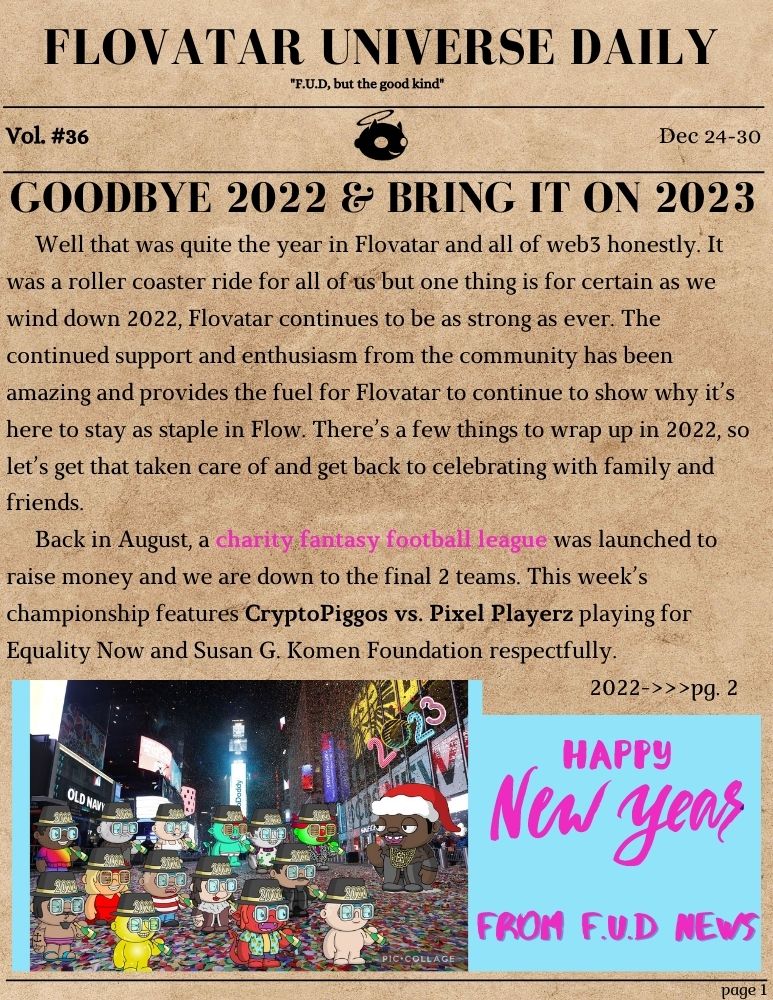 FLOVATAR UNIVERSE DAILY
"F.U.D, but the good kind"
Vol. #36
Dec 24-30
GOODBYE 2022 & BRING IT ON 2023
Well that was quite the year in Flovatar and all of web3 honestly. It
was a roller coaster ride for all of us but one thing is for certain as we
wind down 2022, Flovatar continues to be as strong as ever. The
continued support and enthusiasm from the community has been
amazing and provides the fuel for Flovatar to continue to show why it's
here to stay as staple in Flow. There's a few things to wrap up in 2022, so
let's get that taken care of and get back to celebrating with family and
friends.
Back in August, a charity fantasy football league was launched to
raise money and we are down to the final 2 teams. This week's
championship features CryptoPiggos vs. Pixel Playerz playing for
Equality Now and Susan G. Komen Foundation respectfully.
2022->>>pg. 2
2023
OLD NAVY
PIC•COLLAGE
HAPPY
New Year
FROM F.U.D NEWS
page 1